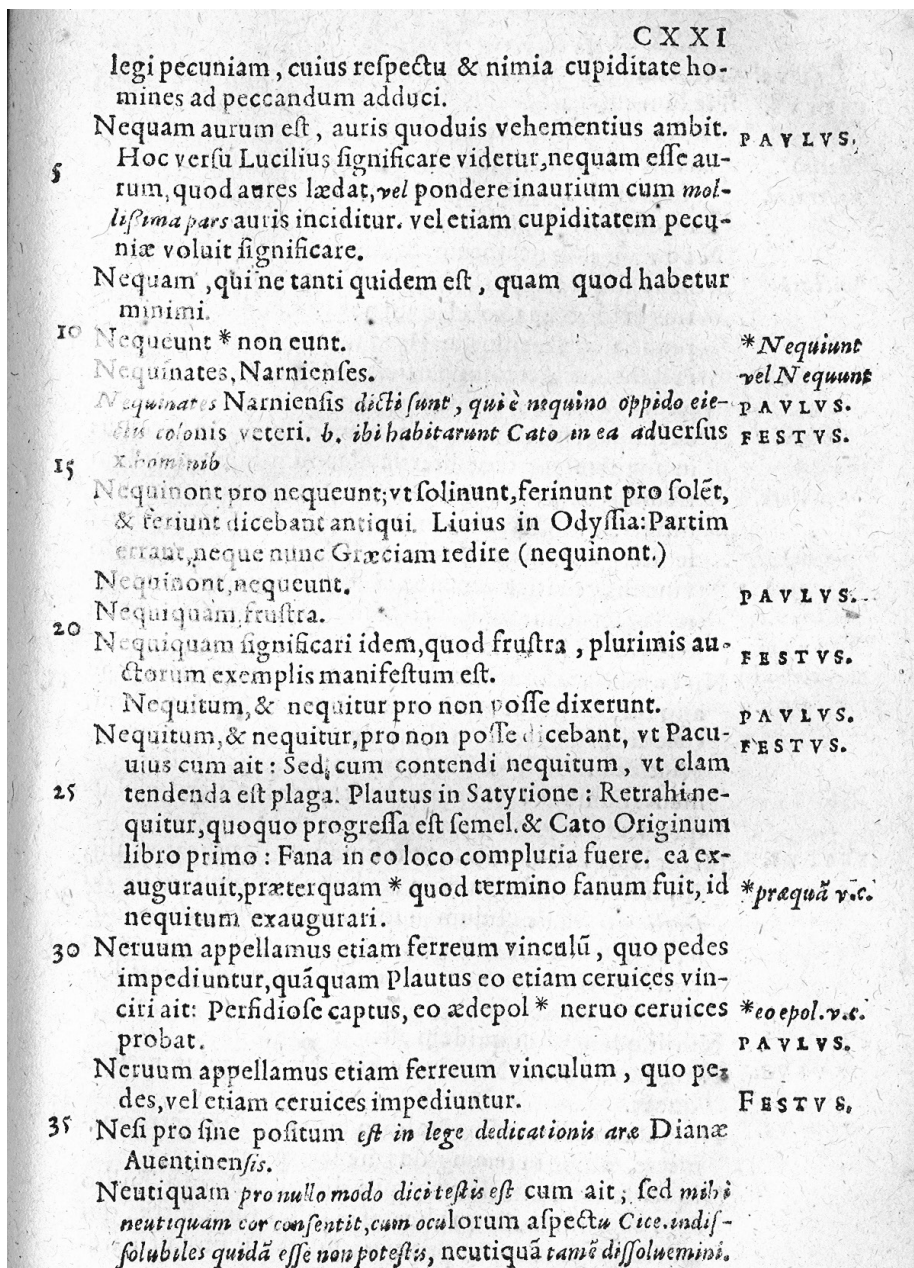 CXXI
legi pecuniam, cuius reſpectu & nimia cupiditate ho-
mines ad peccandum adduci.
Nequam aurum eſt, auris quoduis vehementius ambit. PAVLVS.
5 Hoc verſu Lucilius ſignificare videtur, nequam eſſe au-
rum, quod aures lædat, vel pondere inaurium cum mol-
liſsima pars auris inciditur. vel etiam cupiditatem pecu-
niæ voluit ſignificare.
Nequam, qui ne tanti quidem eſt, quam quod habetur
minimi.
10 Nequeunt * non eunt. *Nequiunt
Nequinates, Narnienſes. vel Nequunt
Nequinates Narnienſis dicti ſunt, qui è nequino oppido eie- PAVLVS.
ctis colonis veteri. b. ibi habitarunt Cato in ea aduerſus FESTVS.
15 x. hominib
Nequinont pro nequeunt; vt ſolinunt, ferinunt pro ſolẽt,
& feriunt dicebant antiqui. Liuius in Odyſſia: Partim
errant, neque nunc Græciam redire (nequinont.)
Nequinont, nequeunt. PAVLVS.
Nequiquam, fruſtra.
20 Nequiquam ſignificari idem, quod fruſtra, plurimis au- FESTVS.
ctorum exemplis manifeſtum eſt.
Nequitum, & nequitur pro non poſſe dixerunt. PAVLVS.
Nequitum, & nequitur, pro non poſſe dicebant, vt Pacu- FESTVS.
uius cum ait: Sed cum contendi nequitum, vt clam
25 tendenda eſt plaga. Plautus in Satyrione: Retrahi ne-
quitur, quoquo progreſſa eſt ſemel. & Cato Originum
libro primo: Fana in eo loco compluria fuere. ea ex-
augurauit, præterquam * quod termino fanum fuit, id *præquã v.c.
nequitum exaugurari.
30 Neruum appellamus etiam ferreum vinculũ, quo pedes
impediuntur, quãquam Plautus eo etiam ceruices vin-
ciri ait: Perfidioſe captus, eo ædepol * neruo ceruices *eo epol. v.c.
probat. PAVLVS.
Neruum appellamus etiam ferreum vinculum, quo pe-
des, vel etiam ceruices impediuntur. FESTVS.
35 Neſi pro ſine poſitum eſt in lege dedicationis aræ Dianæ
Auentinenſis.
Neutiquam pro nullo modo dici teſtis eſt cum ait, ſed mihi
neutiquam cor conſentit, cum oculorum aſpectu Cice. indiſ-
ſolubiles quidã eſſe non poteſtis, neutiquã tamẽ diſſoluemini.